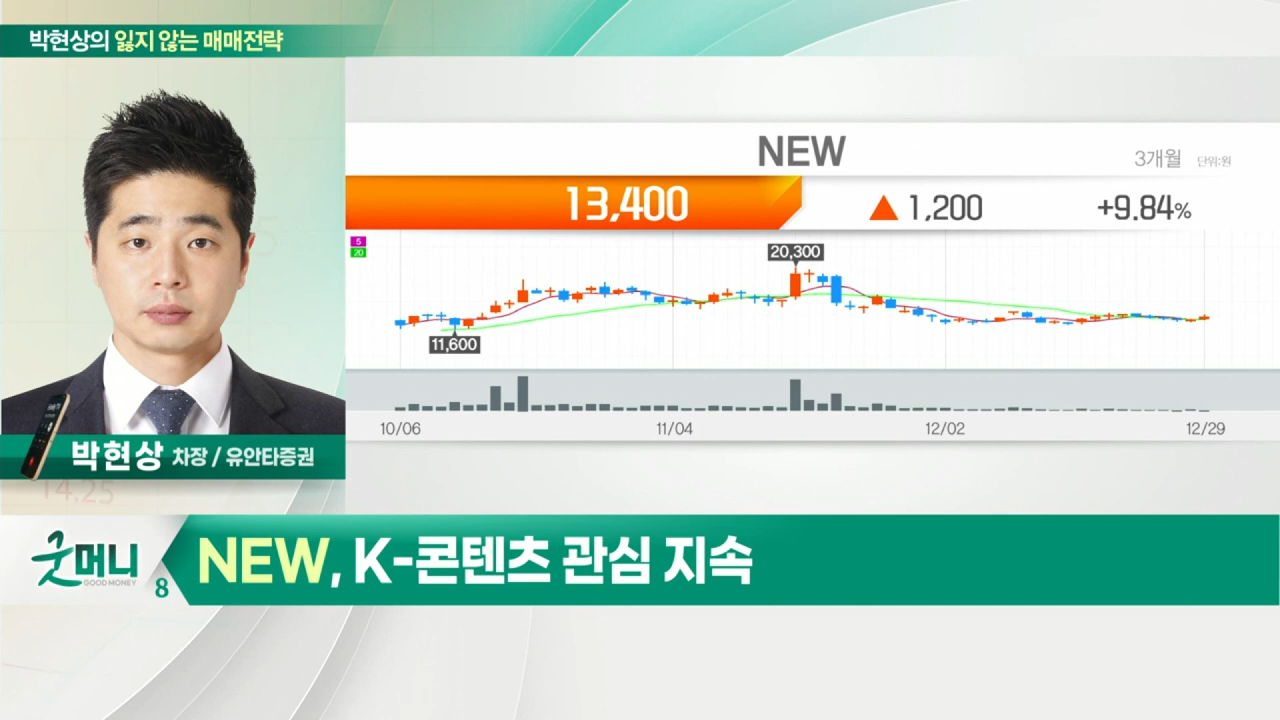 박현상의 잃지 않는 매매전략
NEW
3개월 단위:원
13,400 ▲ 1,200 +9.84%
5
20
20,300
11,600
10/06 11/04 12/02 12/29
박현상 차장 / 유안타증권
14.25
굿머니
GOOD MONEY
8
NEW, K-콘텐츠 관심 지속